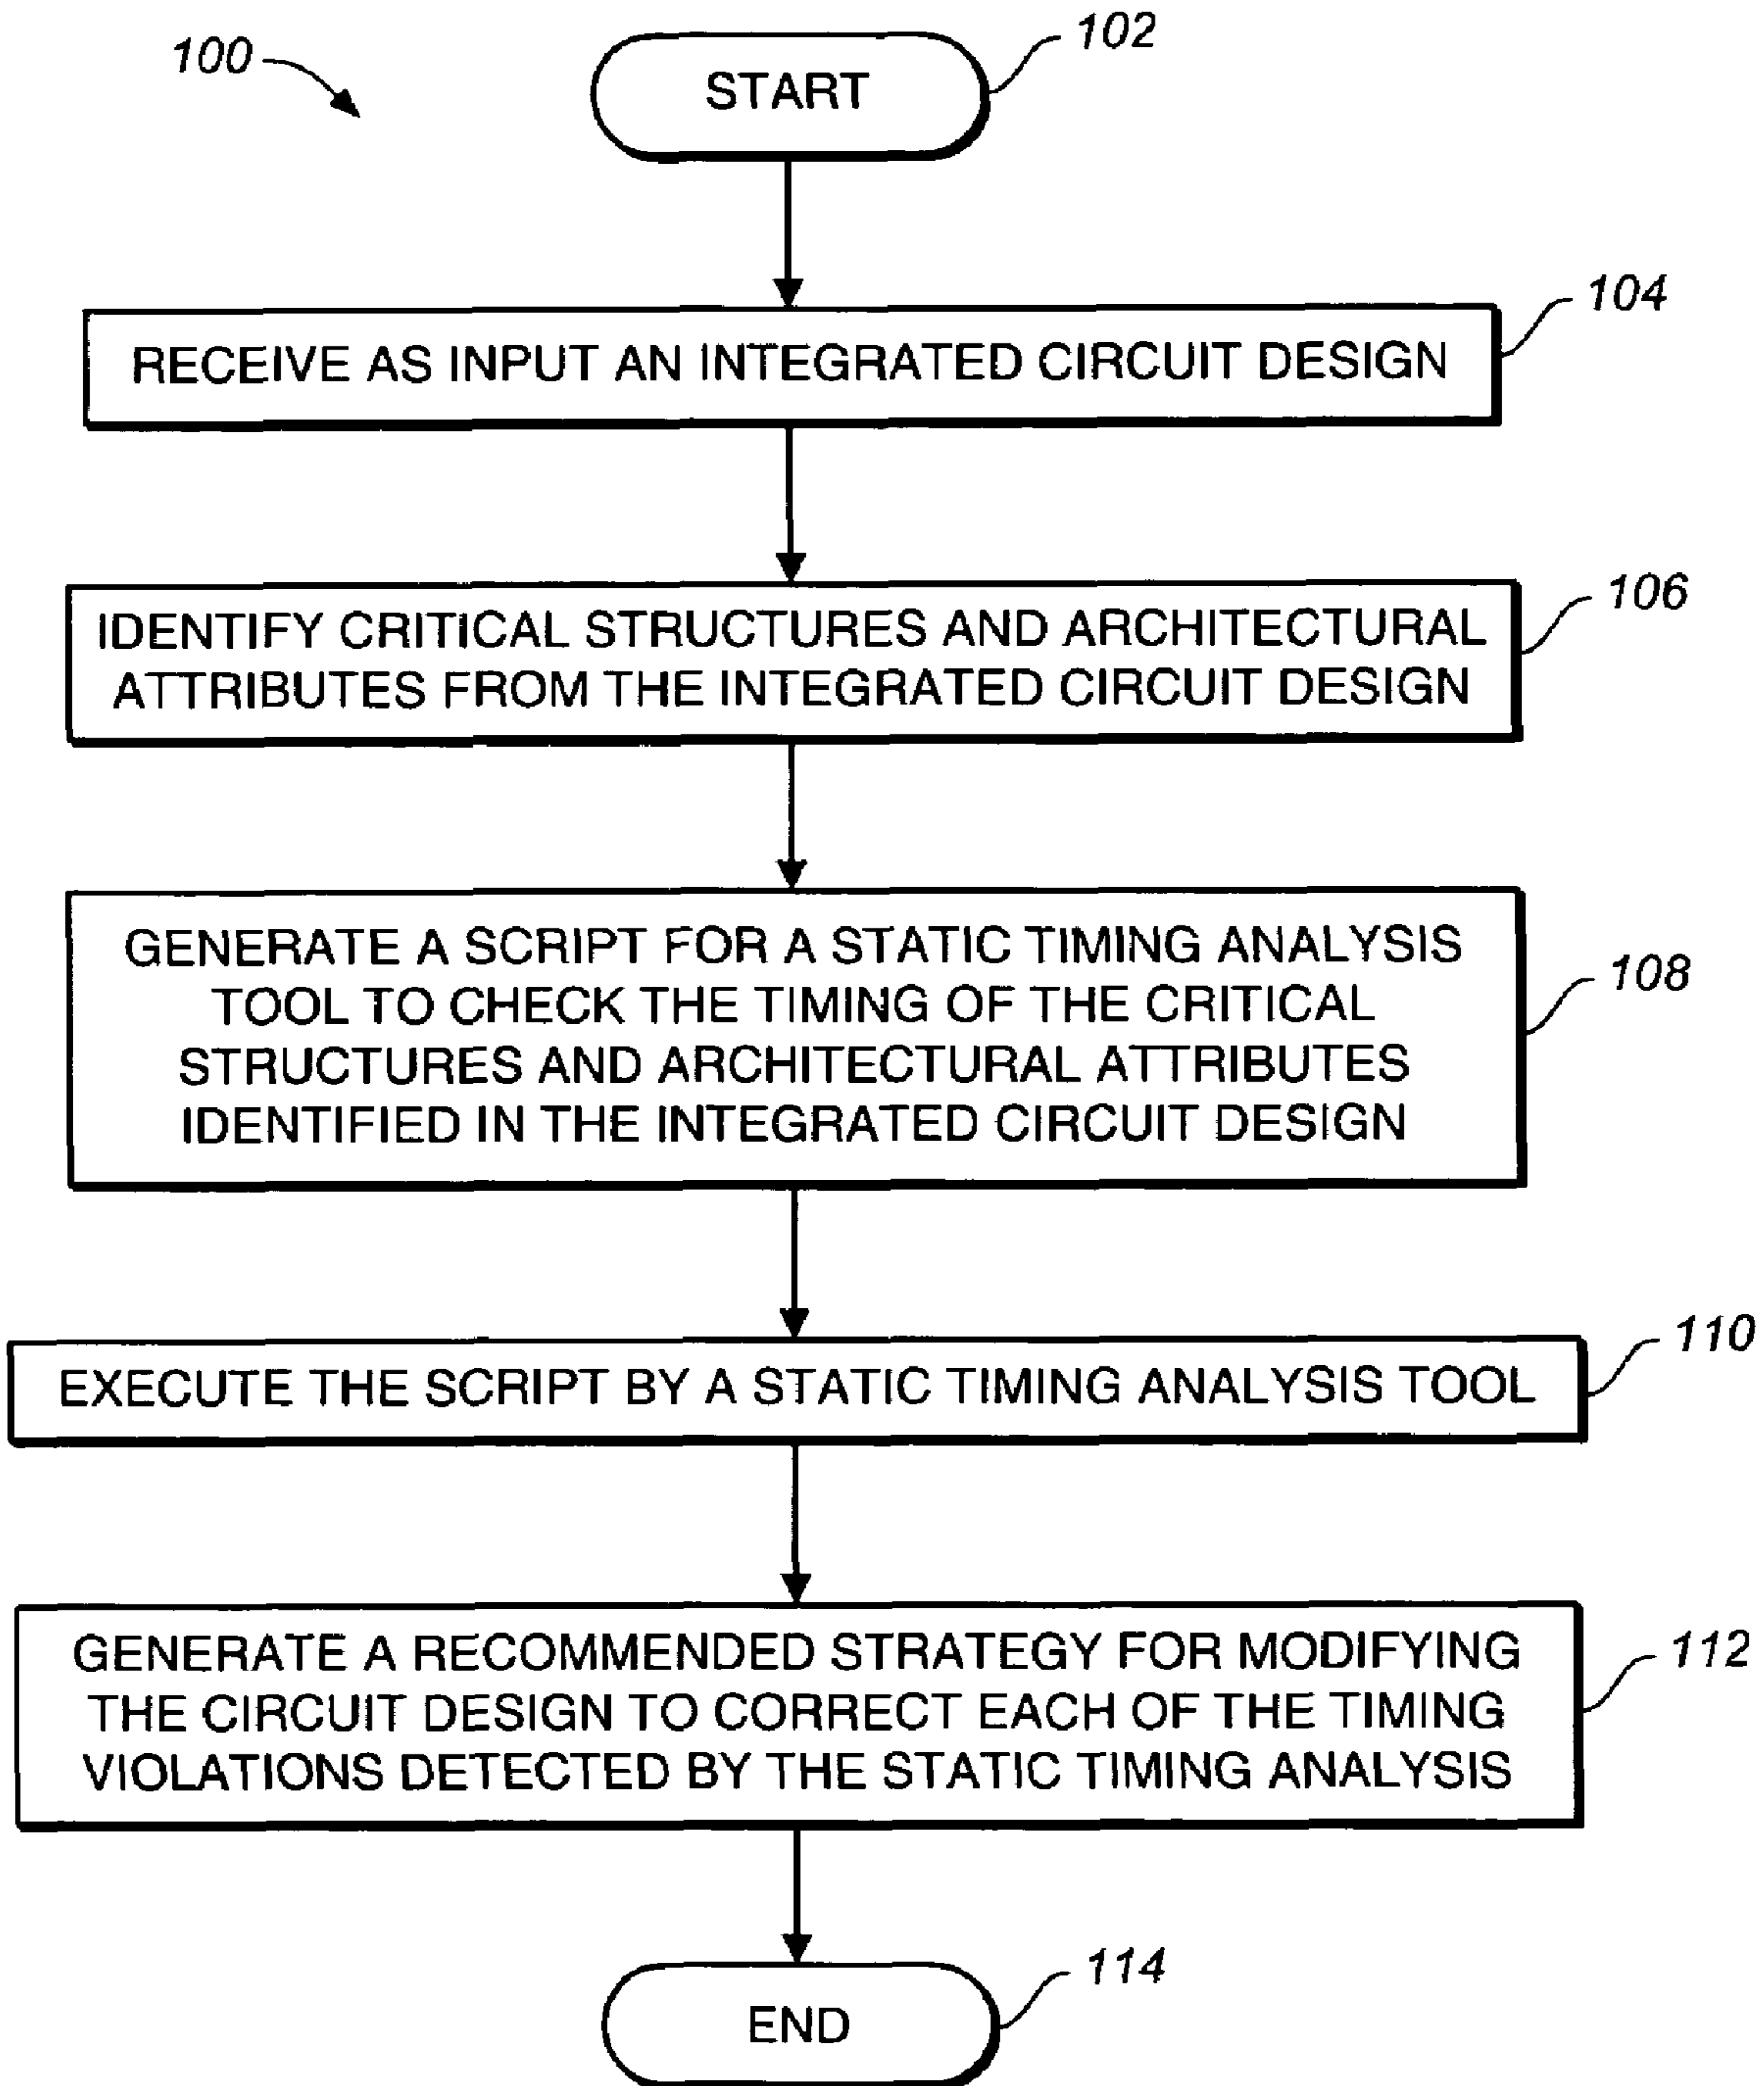 100
102
START
104
RECEIVE AS INPUT AN INTEGRATED CIRCUIT DESIGN
106
IDENTIFY CRITICAL STRUCTURES AND ARCHITECTURAL
ATTRIBUTES FROM THE INTEGRATED CIRCUIT DESIGN
108
GENERATE A SCRIPT FOR A STATIC TIMING ANALYSIS
TOOL TO CHECK THE TIMING OF THE CRITICAL
STRUCTURES AND ARCHITECTURAL ATTRIBUTES
IDENTIFIED IN THE INTEGRATED CIRCUIT DESIGN
110
EXECUTE THE SCRIPT BY A STATIC TIMING ANALYSIS TOOL
112
GENERATE A RECOMMENDED STRATEGY FOR MODIFYING
THE CIRCUIT DESIGN TO CORRECT EACH OF THE TIMING
VIOLATIONS DETECTED BY THE STATIC TIMING ANALYSIS
114
END